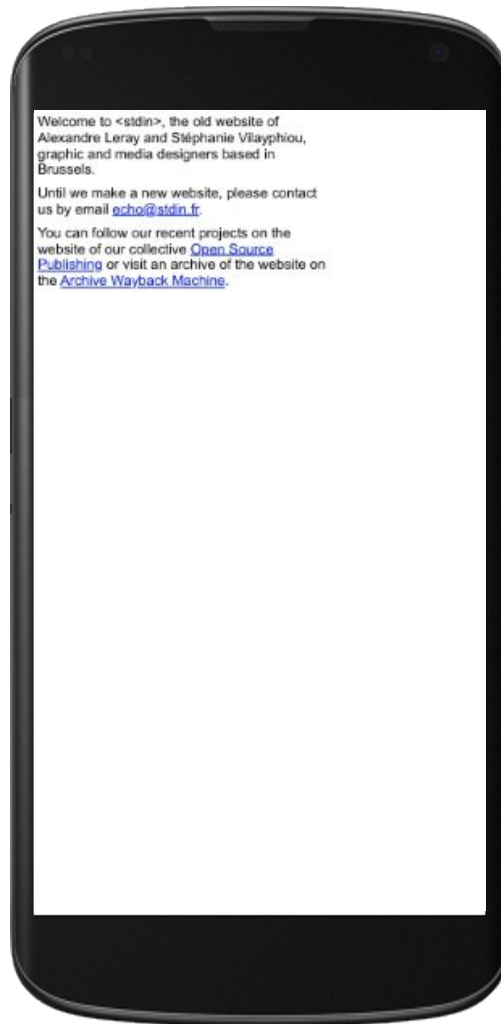 Welcome to <stdin>, the old website of
Alexandre Leray and Stéphanie Vilayphiou,
graphic and media designers based in
Brussels.
Until we make a new website, please contact
us by email echo@stdin.fr.
You can follow our recent projects on the
website of our collective Open Source
Publishing or visit an archive of the website on
the Archive Wayback Machine.